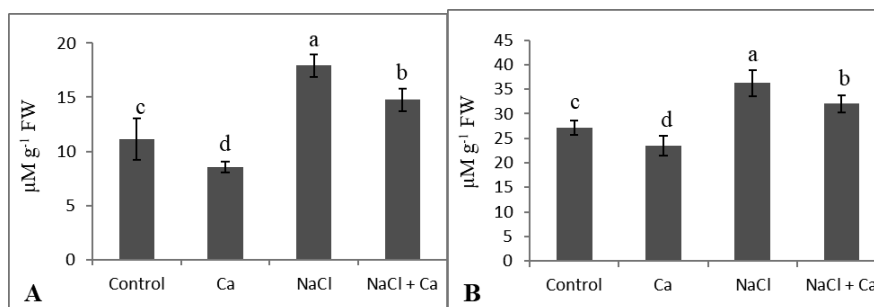 µM g⁻¹ FW
20
15
10
5
0
c
d
a
b
Control Ca NaCl NaCl + Ca
A
µM g⁻¹ FW
45
40
35
30
25
20
15
10
5
0
c
d
a
b
Control Ca NaCl NaCl + Ca
B